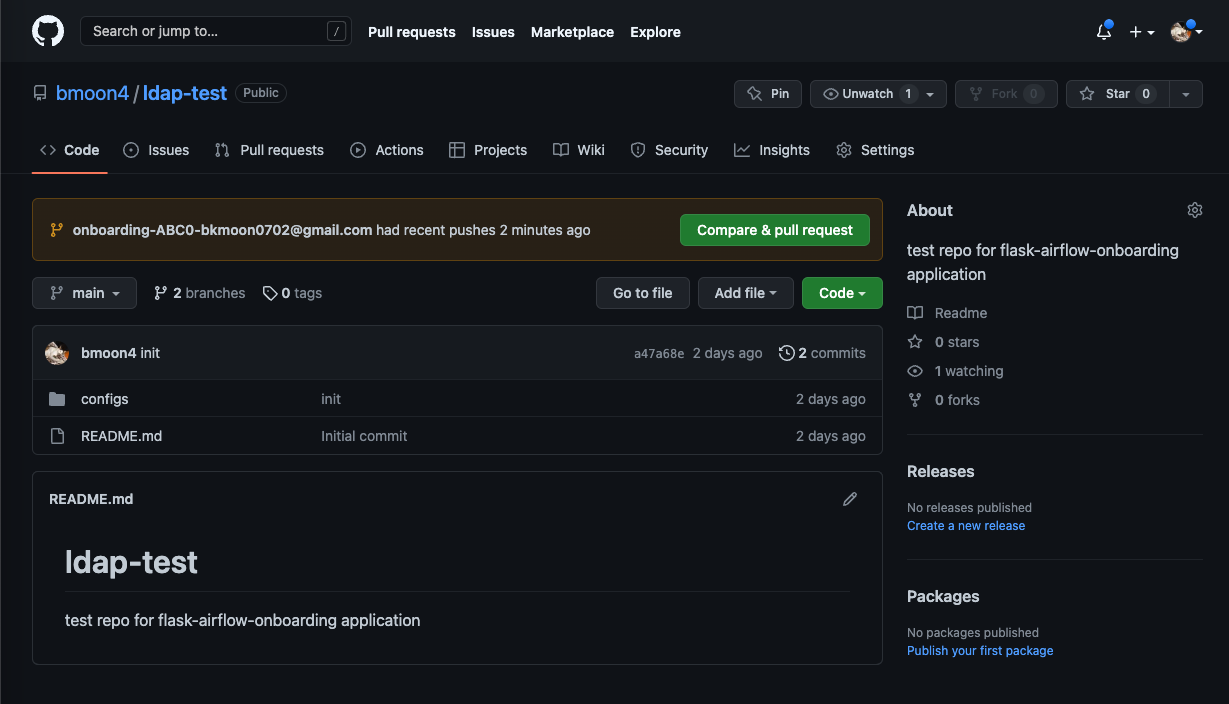 Search or jump to... /
Pull requests Issues Marketplace Explore
bmoon4 / ldap-test Public
Pin Unwatch 1 Fork 0 Star 0
Code Issues Pull requests Actions Projects Wiki Security Insights Settings
onboarding-ABC0-bkmoon0702@gmail.com had recent pushes 2 minutes ago
Compare & pull request
main 2 branches 0 tags
Go to file Add file Code
bmoon4 init a47a68e 2 days ago 2 commits
configs init 2 days ago
README.md Initial commit 2 days ago
README.md
ldap-test
test repo for flask-airflow-onboarding application
About
test repo for flask-airflow-onboarding
application
Readme
0 stars
1 watching
0 forks
Releases
No releases published
Create a new release
Packages
No packages published
Publish your first package